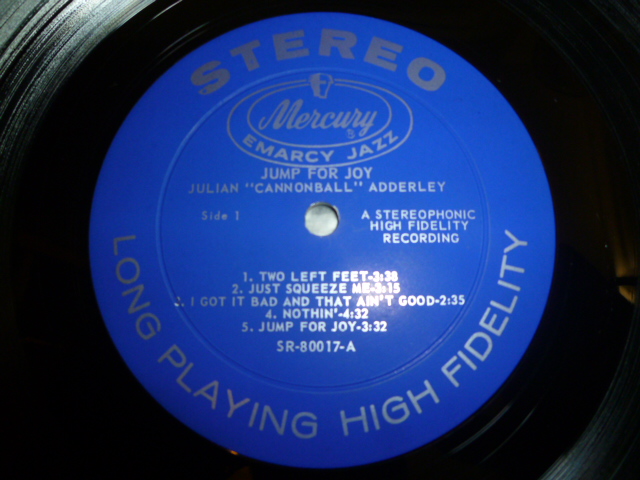 STEREO
Mercury
®
EMARCY JAZZ
JUMP FOR JOY
JULIAN "CANNONBALL" ADDERLEY
Side 1
A STEREOPHONIC
HIGH FIDELITY
RECORDING
1. TWO LEFT FEET-3:38
2. JUST SQUEEZE ME-3:15
3. I GOT IT BAD AND THAT AIN'T GOOD-2:35
4. NOTHIN'-4:32
5. JUMP FOR JOY-3:32
SR-80017-A
LONG PLAYING HIGH FIDELITY